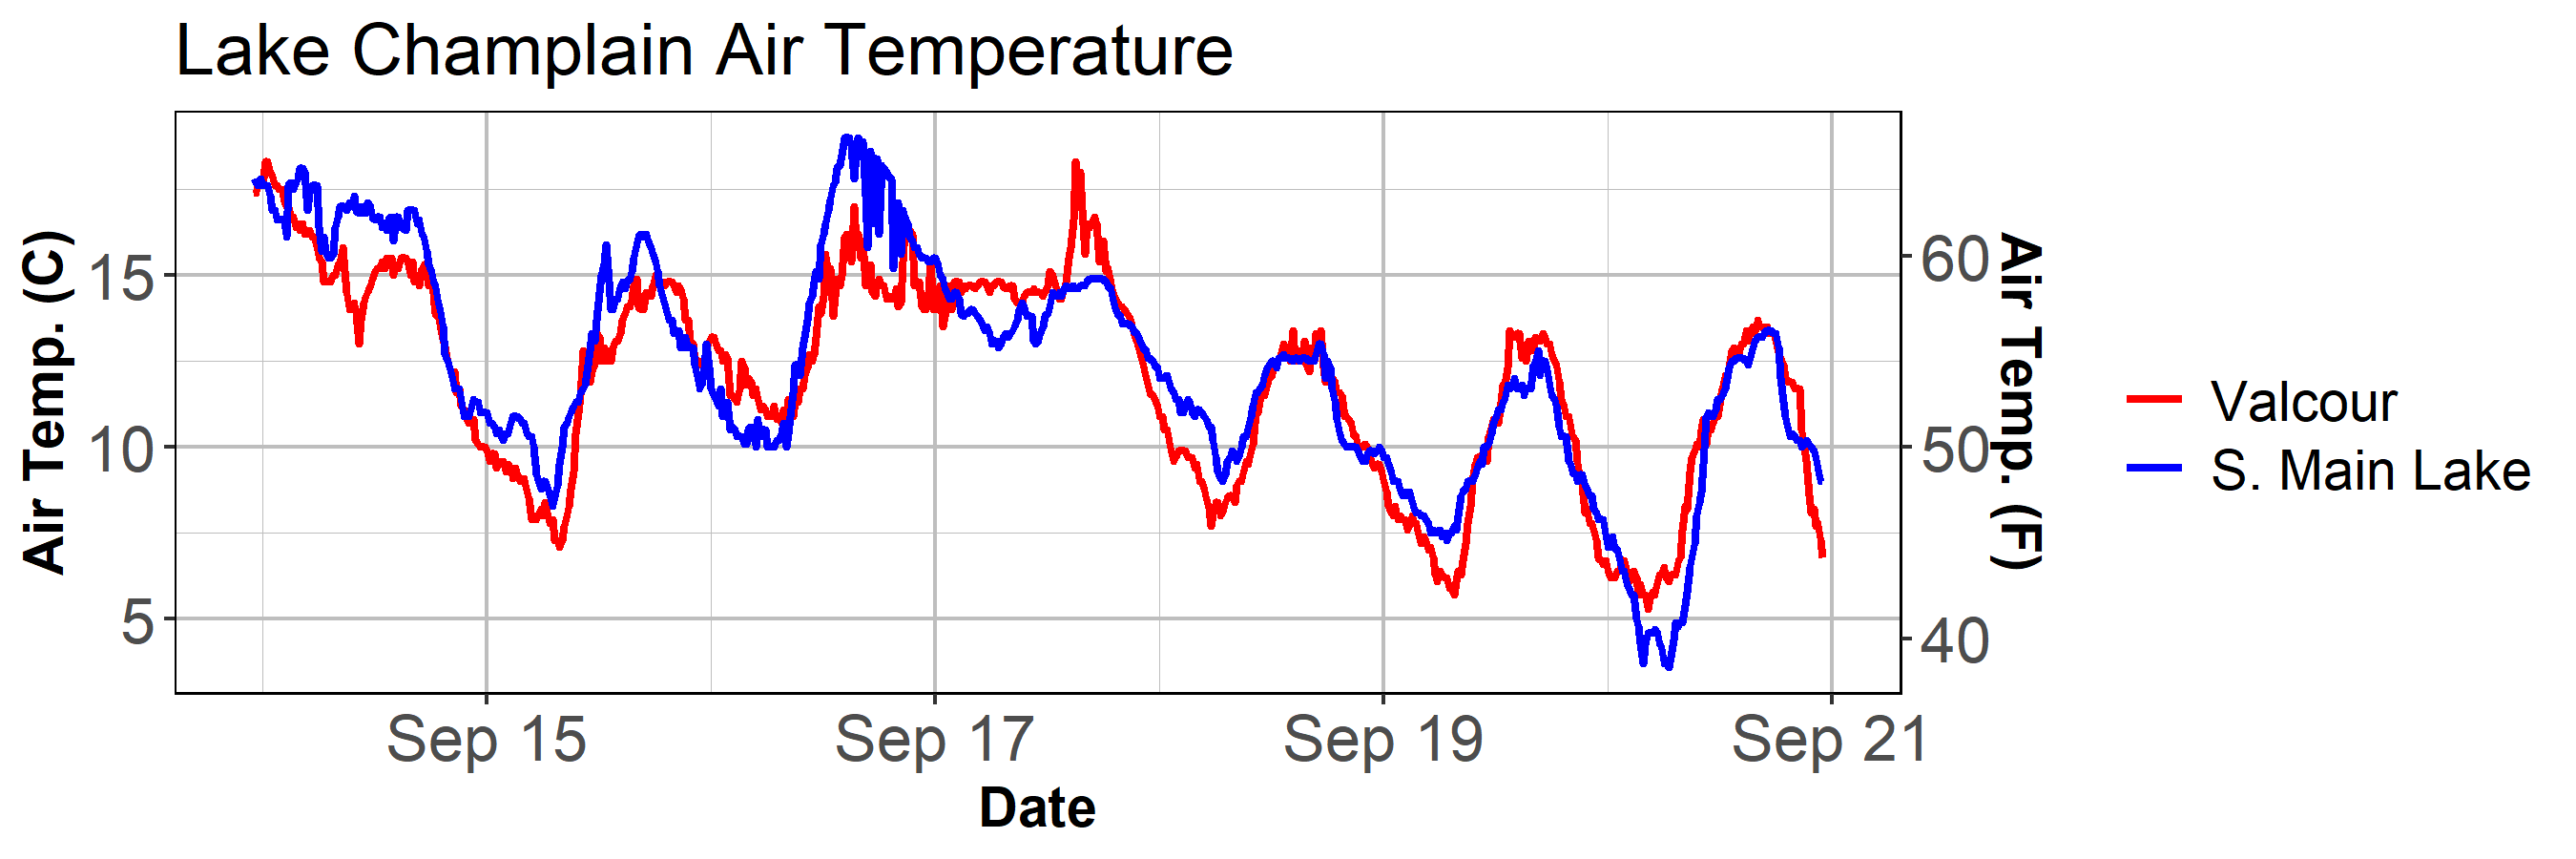 Lake Champlain Air Temperature
Air Temp. (C)
15
10
5
60
50
40
Air Temp. (F)
Sep 15
Sep 17
Sep 19
Sep 21
Date
Valcour
S. Main Lake